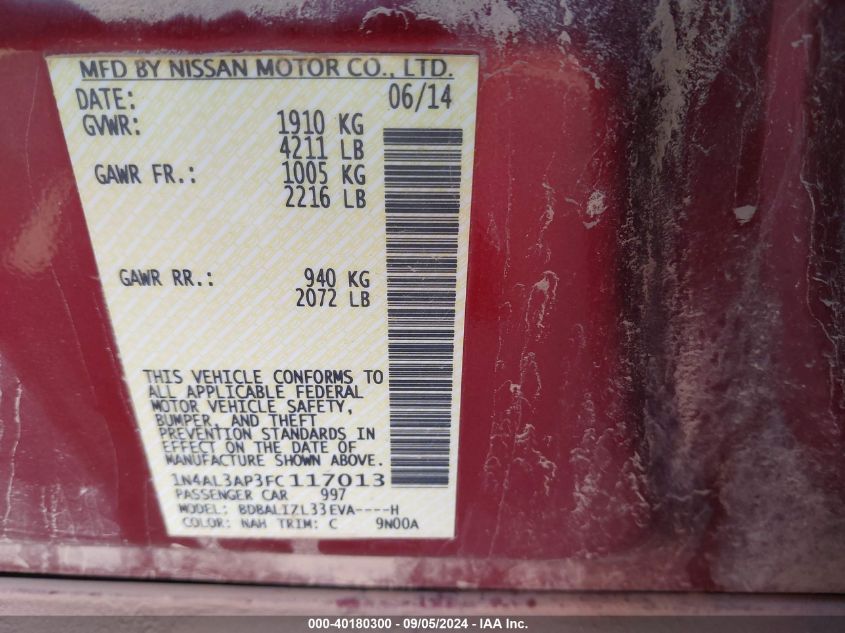 MFD BY NISSAN MOTOR CO., LTD.
DATE: 06/14
GVWR: 1910 KG
4211 LB
GAWR FR.: 1005 KG
2216 LB
GAWR RR.: 940 KG
2072 LB
THIS VEHICLE CONFORMS TO
ALL APPLICABLE FEDERAL
MOTOR VEHICLE SAFETY,
BUMPER, AND THEFT
PREVENTION STANDARDS IN
EFFECT ON THE DATE OF
MANUFACTURE SHOWN ABOVE.
1N4AL3AP3FC117013
PASSENGER CAR 997
MODEL: BDBALIZL33EVA----H
COLOR: NAH TRIM: C 9N00A
000-40180300 - 09/05/2024 - IAA Inc.